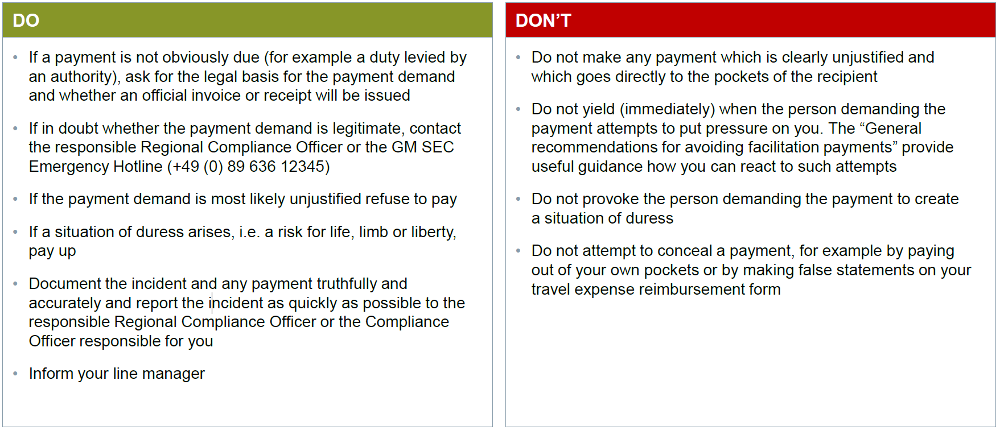 DO
• If a payment is not obviously due (for example a duty levied by
an authority), ask for the legal basis for the payment demand
and whether an official invoice or receipt will be issued
• If in doubt whether the payment demand is legitimate, contact
the responsible Regional Compliance Officer or the GM SEC
Emergency Hotline (+49 (0) 89 636 12345)
• If the payment demand is most likely unjustified refuse to pay
• If a situation of duress arises, i.e. a risk for life, limb or liberty,
pay up
• Document the incident and any payment truthfully and
accurately and report the incident as quickly as possible to the
responsible Regional Compliance Officer or the Compliance
Officer responsible for you
• Inform your line manager
DON’T
• Do not make any payment which is clearly unjustified and
which goes directly to the pockets of the recipient
• Do not yield (immediately) when the person demanding the
payment attempts to put pressure on you. The “General
recommendations for avoiding facilitation payments” provide
useful guidance how you can react to such attempts
• Do not provoke the person demanding the payment to create
a situation of duress
• Do not attempt to conceal a payment, for example by paying
out of your own pockets or by making false statements on your
travel expense reimbursement form